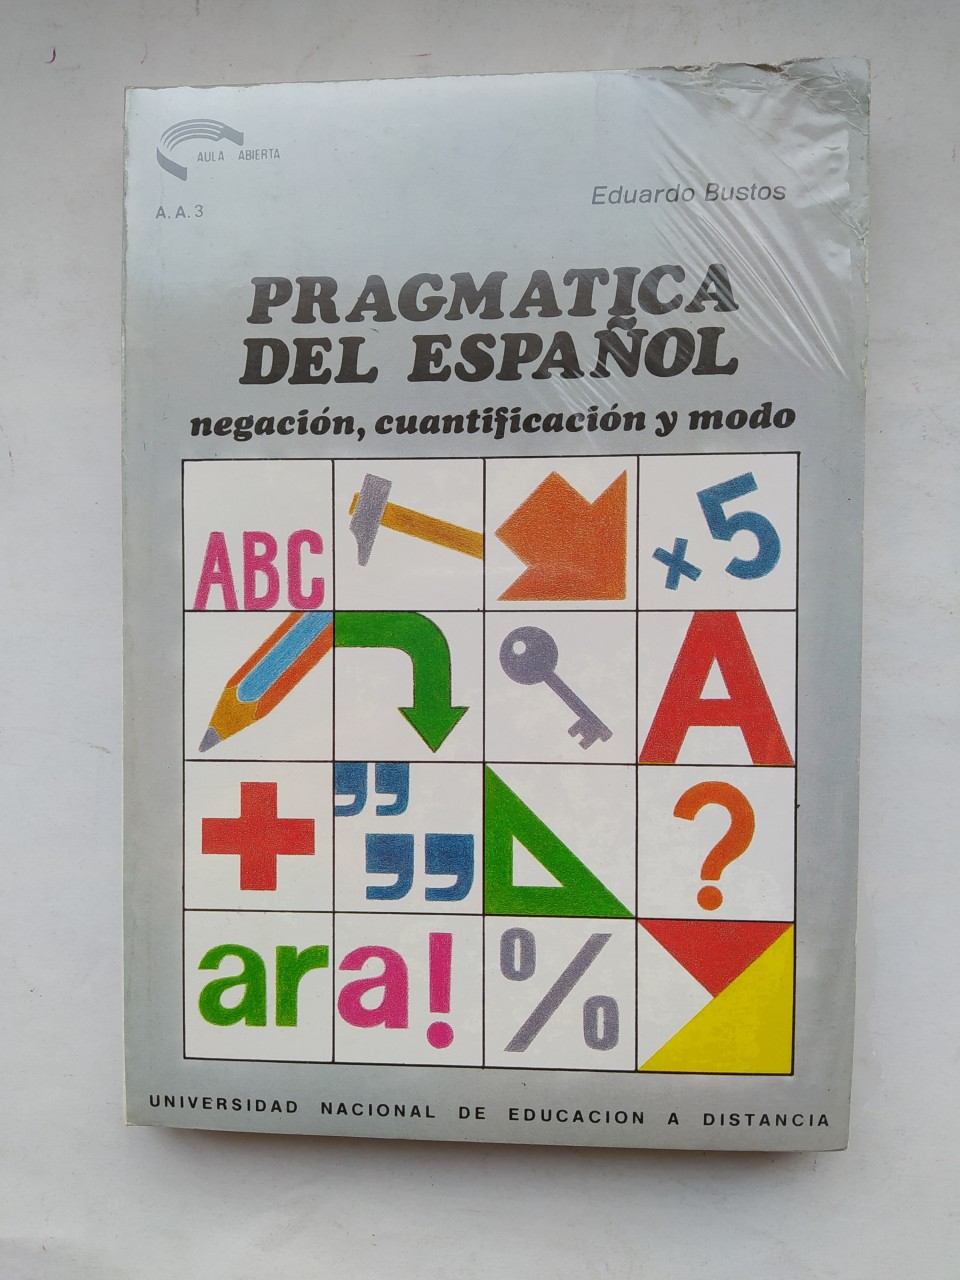 AULA ABIERTA
A. A. 3
Eduardo Bustos
PRAGMATICA
DEL ESPAÑOL
negación, cuantificación y modo
ABC
x 5
A
+ ” ” ?
ara! %
UNIVERSIDAD NACIONAL DE EDUCACION A DISTANCIA